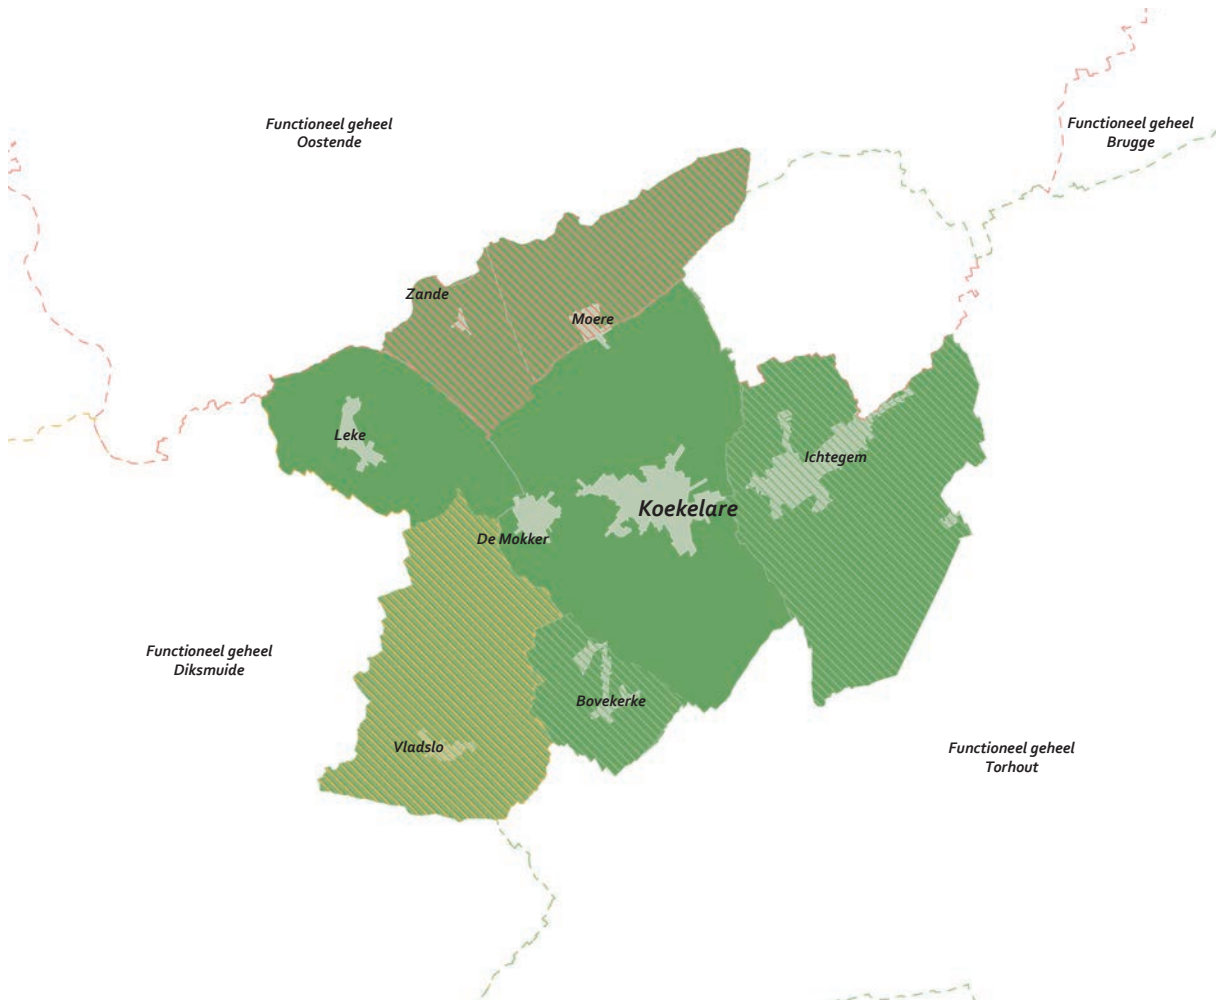 Functioneel geheel
Oostende
Functioneel geheel
Brugge
Zande
Moere
Leke
Ichtegem
Koekelare
De Mokker
Functioneel geheel
Diksmuide
Bovekerke
Vladslo
Functioneel geheel
Torhout